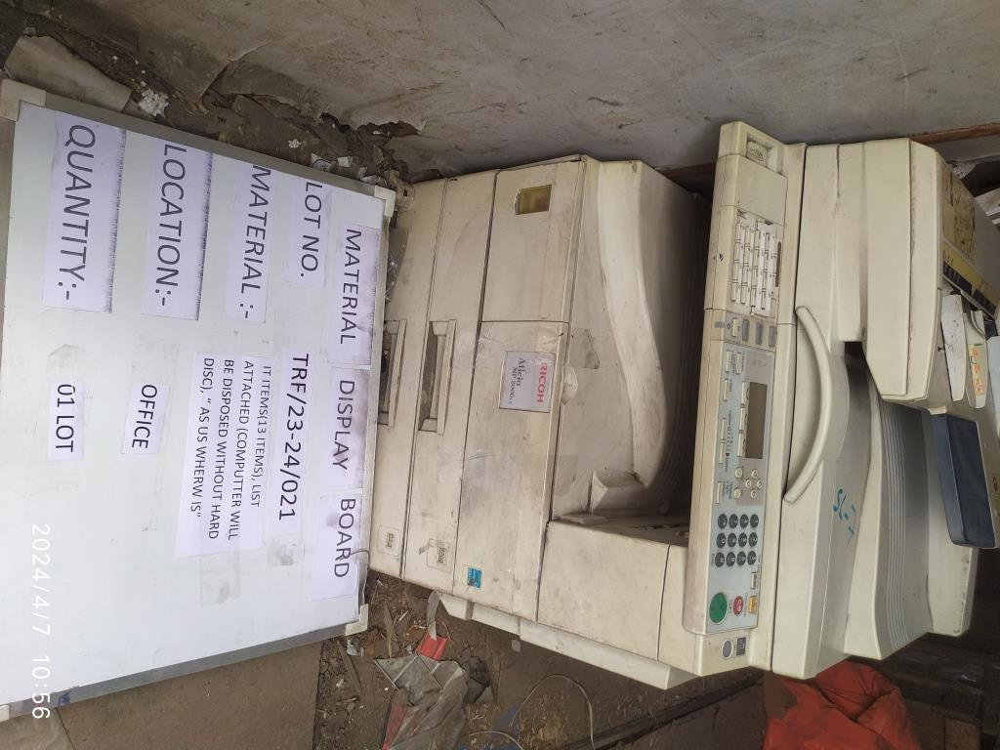 MATERIAL DISPLAY BOARD
LOT NO. TRF/23-24/021
MATERIAL :- IT ITEMS(13 ITEMS), LIST
ATTACHED (COMPUTTER WILL
BE DISPOSED WITHOUT HARD
DISC), " AS US WHERW IS"
LOCATION:- OFFICE
QUANTITY:- 01 LOT
RICOH
Aficio
2024/4/7 10:56